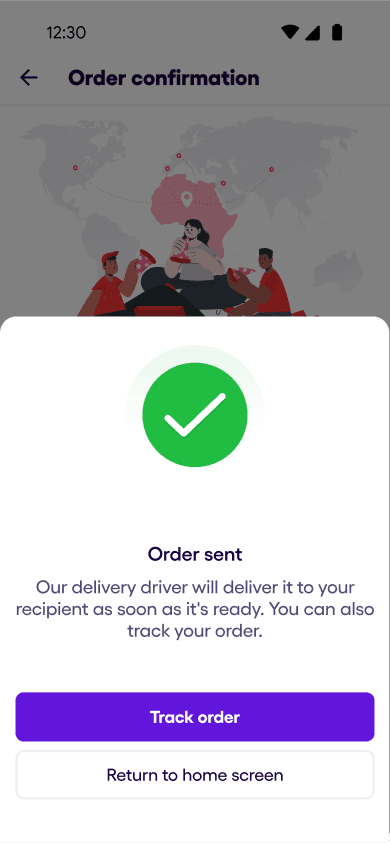 12:30
Order confirmation
Order sent
Our delivery driver will deliver it to your
recipient as soon as it's ready. You can also
track your order.
Track order
Return to home screen